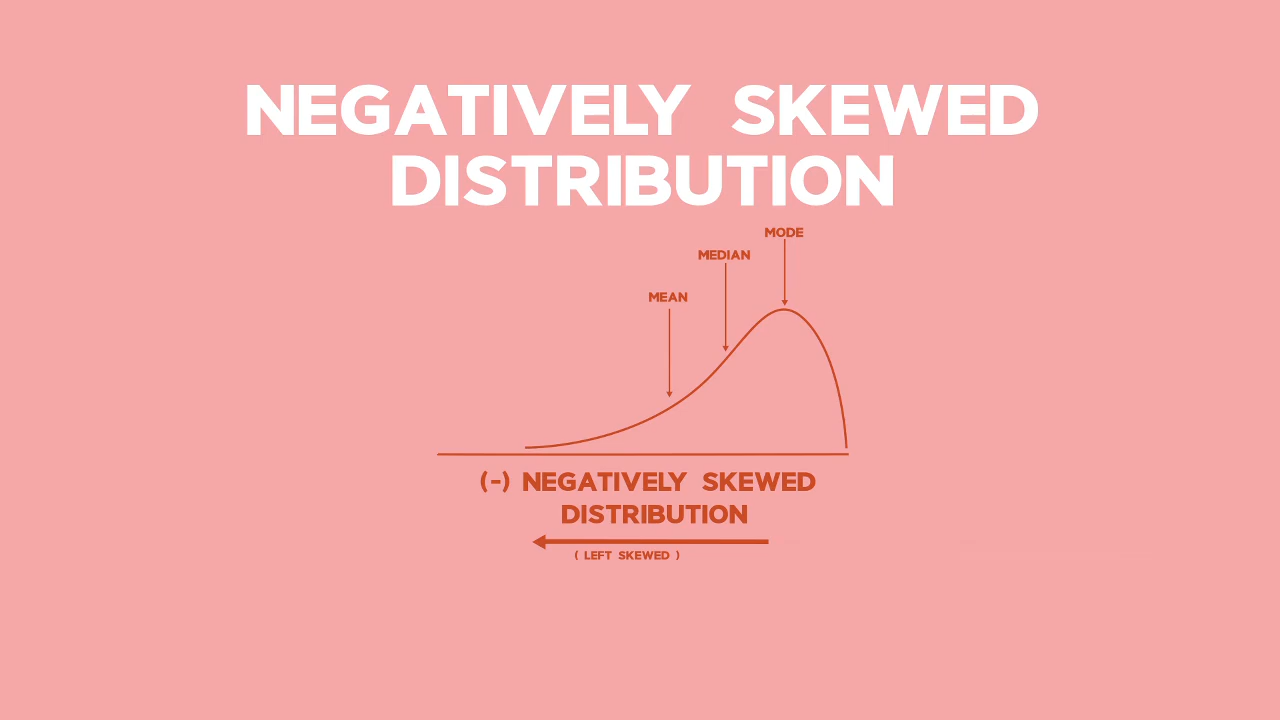 NEGATIVELY SKEWED
DISTRIBUTION
MODE
MEDIAN
MEAN
(-) NEGATIVELY SKEWED
DISTRIBUTION
( LEFT SKEWED )